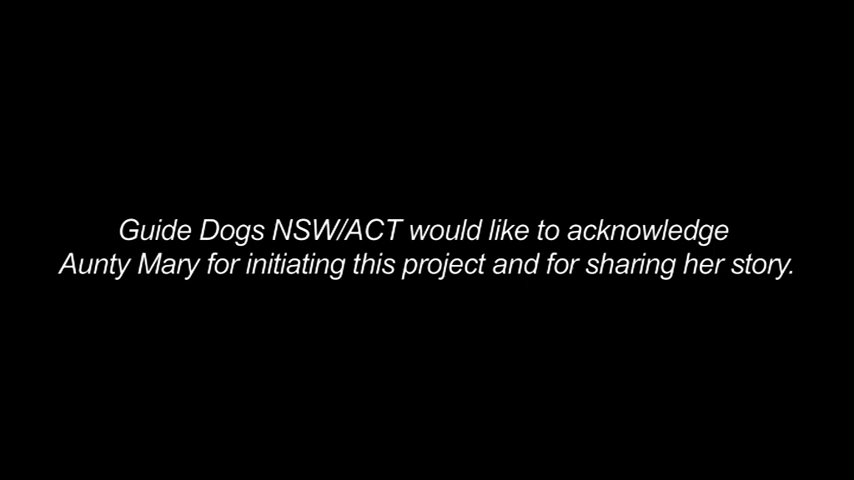 Guide Dogs NSW/ACT would like to acknowledge
Aunty Mary for initiating this project and for sharing her story.